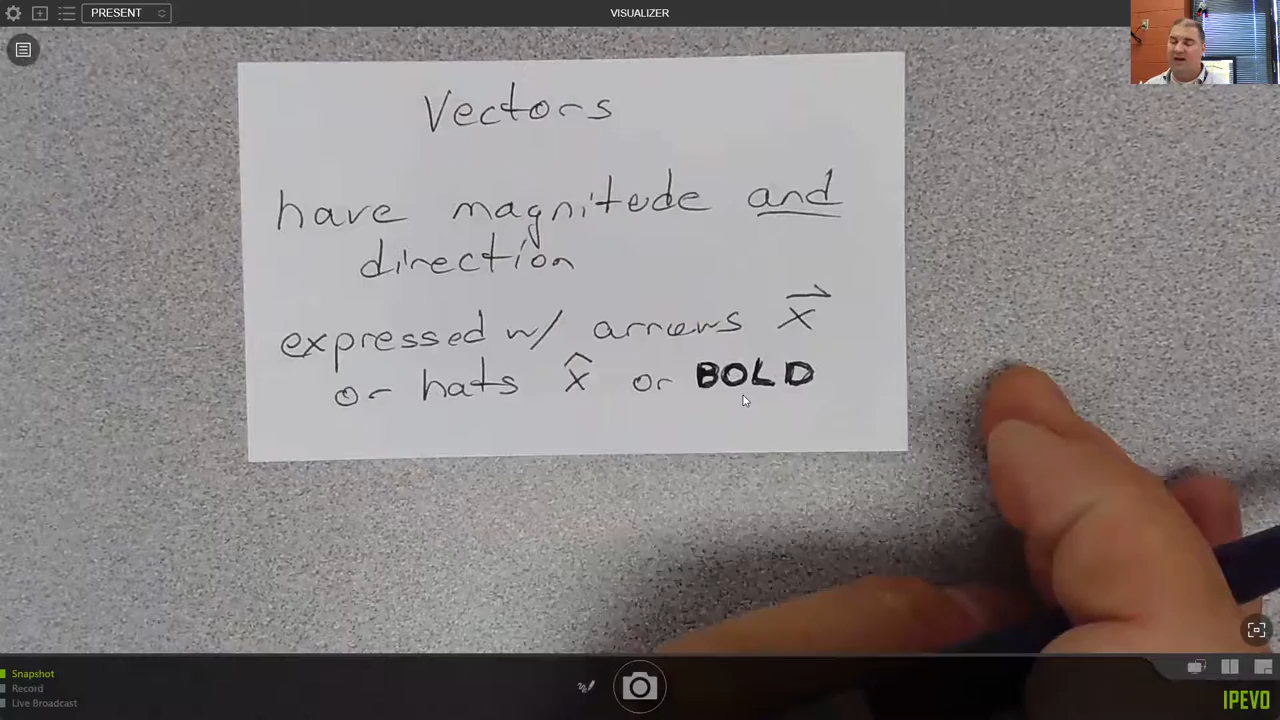 PRESENT
VISUALIZER
Vectors
have magnitude and
direction
expressed w/ arrows x⃗
or hats x̂ or BOLD
Snapshot
Record
Live Broadcast
IPEVO